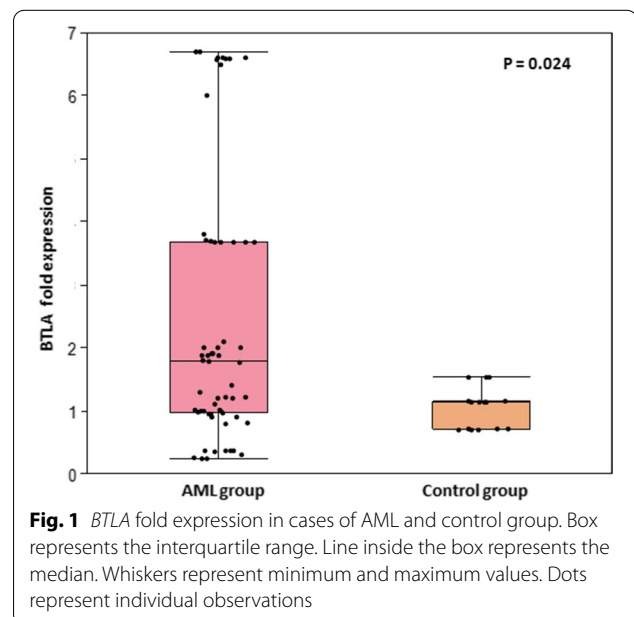 7
P = 0.024
6
BTLA fold expression
2
1
0
AML group
Control group
Fig. 1 BTLA fold expression in cases of AML and control group. Box
represents the interquartile range. Line inside the box represents the
median. Whiskers represent minimum and maximum values. Dots
represent individual observations